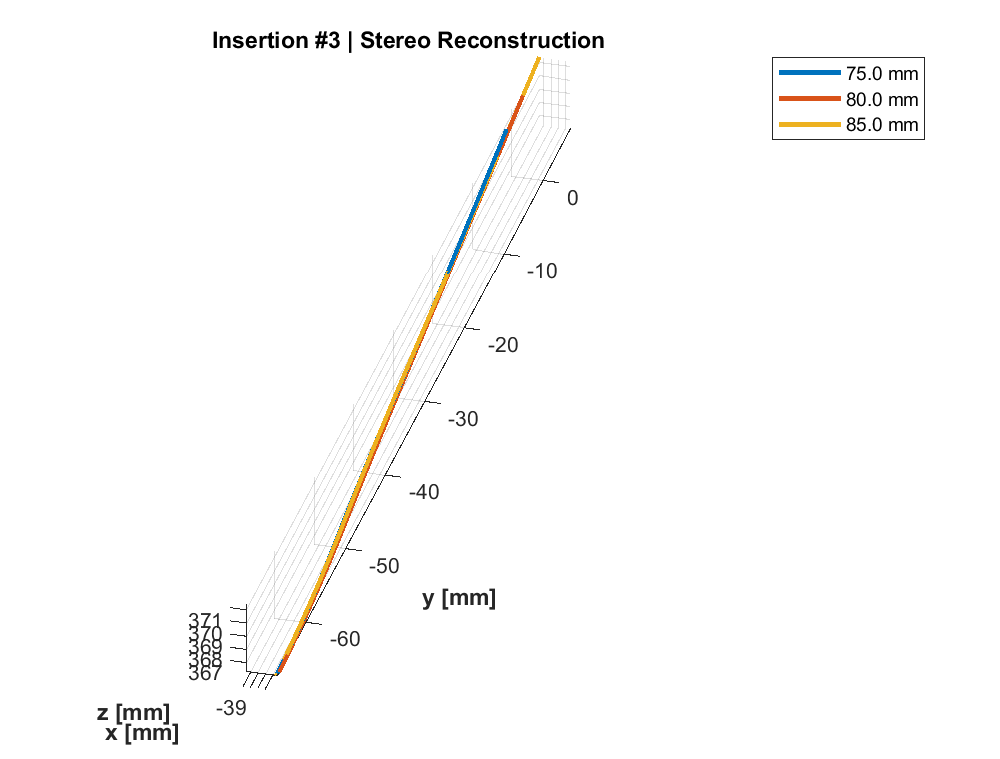 Insertion #3 | Stereo Reconstruction
75.0 mm
80.0 mm
85.0 mm
0
-10
-20
-30
-40
-50
y [mm]
-60
371
370
369
368
367
-39
z [mm]
x [mm]